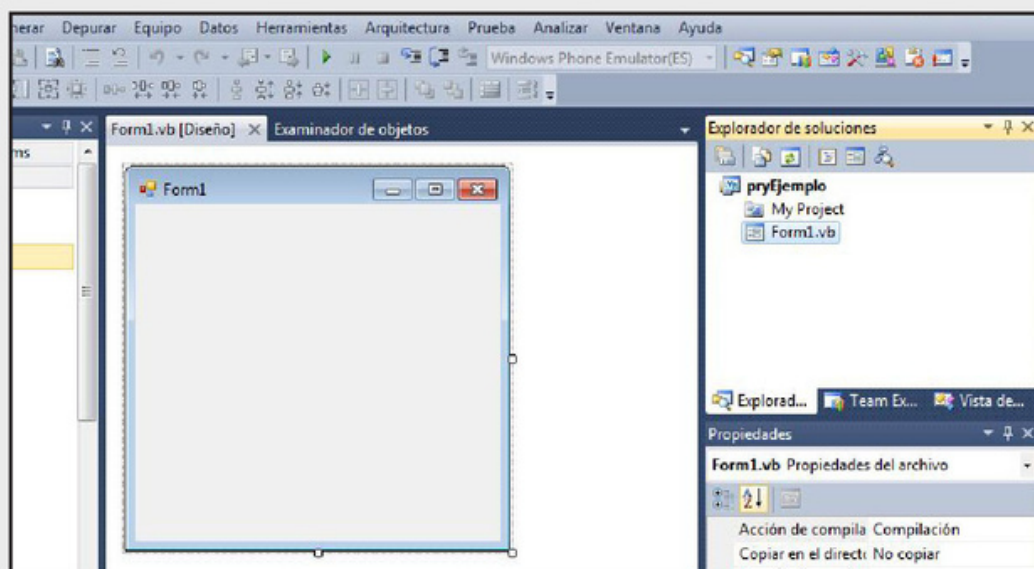 nerar Depurar Equipo Datos Herramientas Arquitectura Prueba Analizar Ventana Ayuda
Windows Phone Emulator(ES)
ms
Form1.vb [Diseño] Examinador de objetos
Form1
Explorador de soluciones
pryEjemplo
My Project
Form1.vb
Explorad... Team Ex... Vista de...
Propiedades
Form1.vb Propiedades del archivo
Acción de compila Compilación
Copiar en el direct No copiar